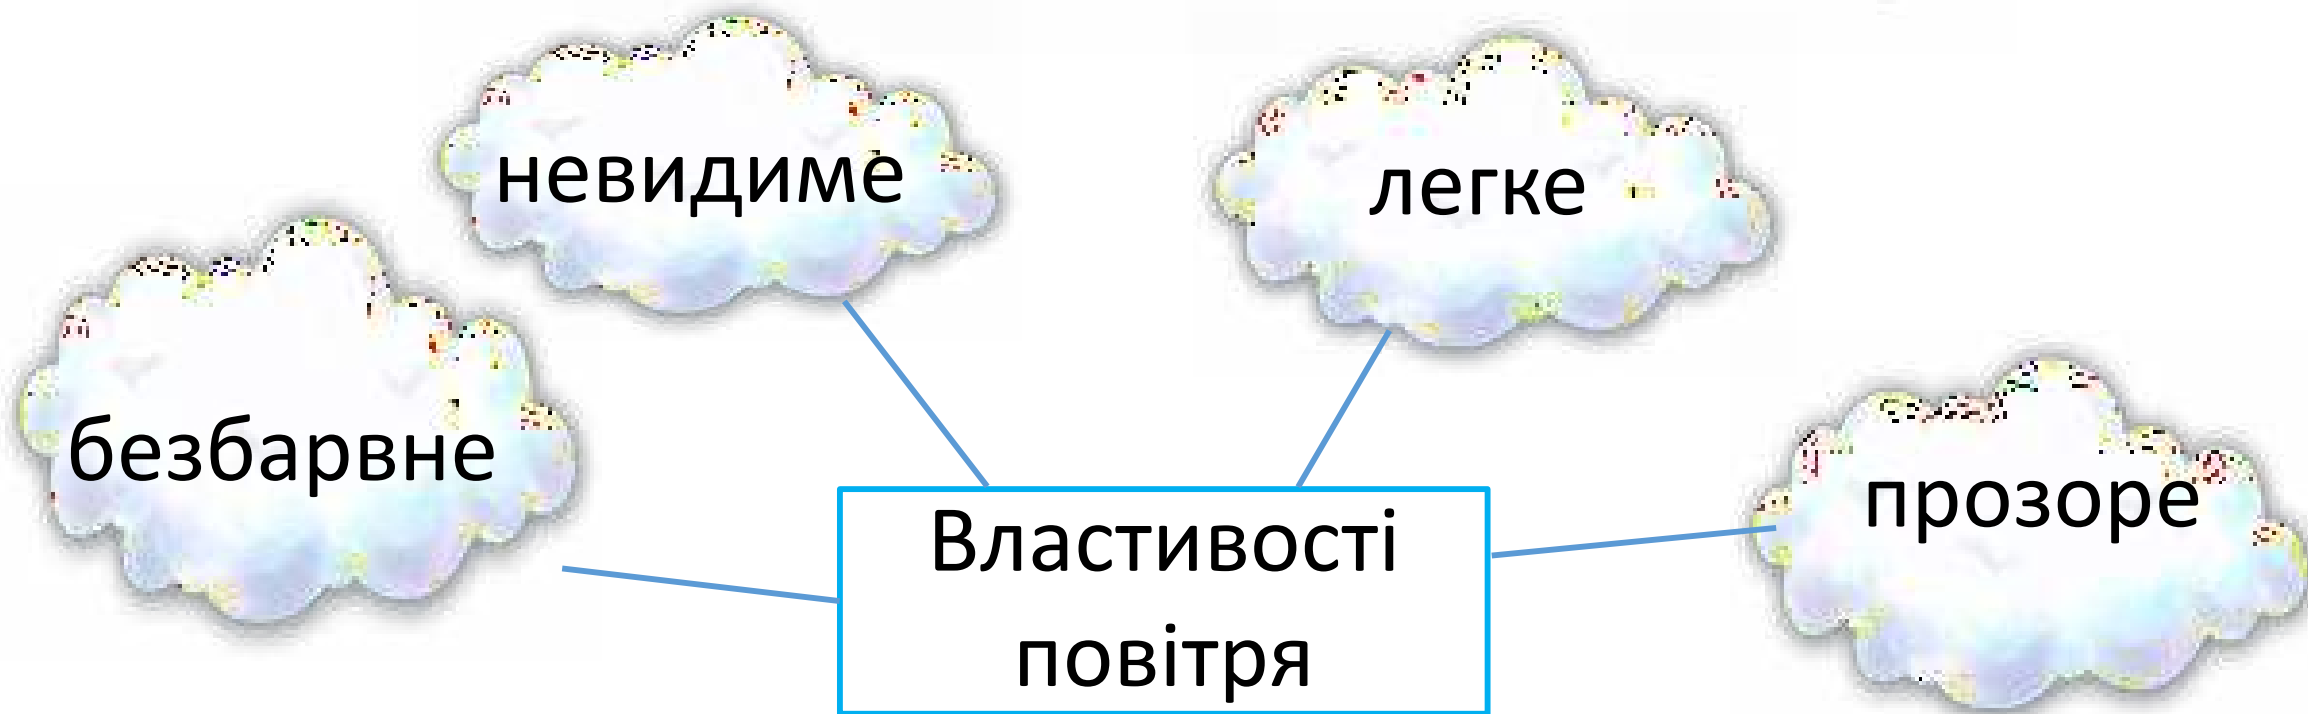 невидиме
легке
безбарвне
прозоре
Властивості
повітря